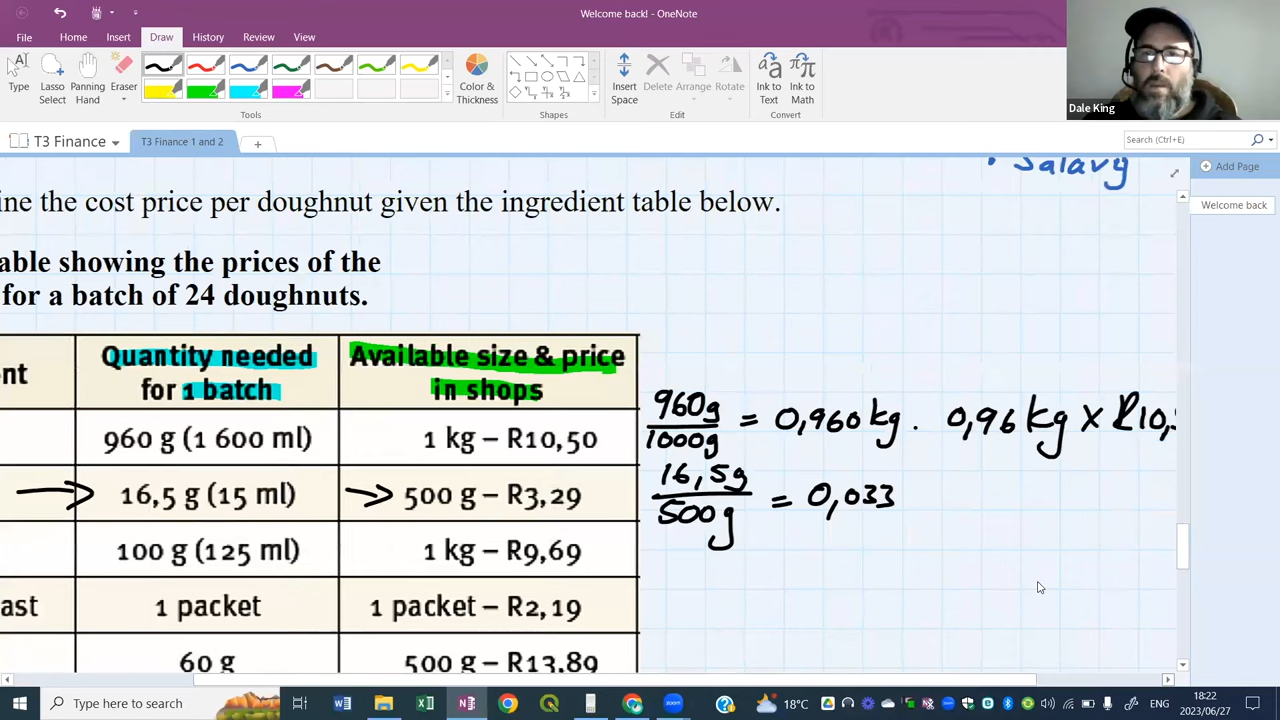 Welcome back! - OneNote
File Home Insert Draw History Review View
Type
Lasso Select
Panning Hand
Eraser
Color & Thickness
Insert Space
Delete
Arrange
Rotate
Ink to Text
Ink to Math
Tools Shapes Edit Convert
Dale King
T3 Finance
T3 Finance 1 and 2
Search (Ctrl+E)
Add Page
Welcome back
• Salary
ine the cost price per doughnut given the ingredient table below.
able showing the prices of the
for a batch of 24 doughnuts.
nt Quantity needed for 1 batch Available size & price in shops
960 g (1 600 ml) 1 kg – R10,50 960g/1000g = 0,960kg. 0,96kg × R10,
16,5 g (15 ml) 500 g – R3,29 16,5g/500g = 0,033
100 g (125 ml) 1 kg – R9,69
ast 1 packet 1 packet – R2,19
60 g 500 g – R13,89
Type here to search
18°C
18:22
2023/06/27